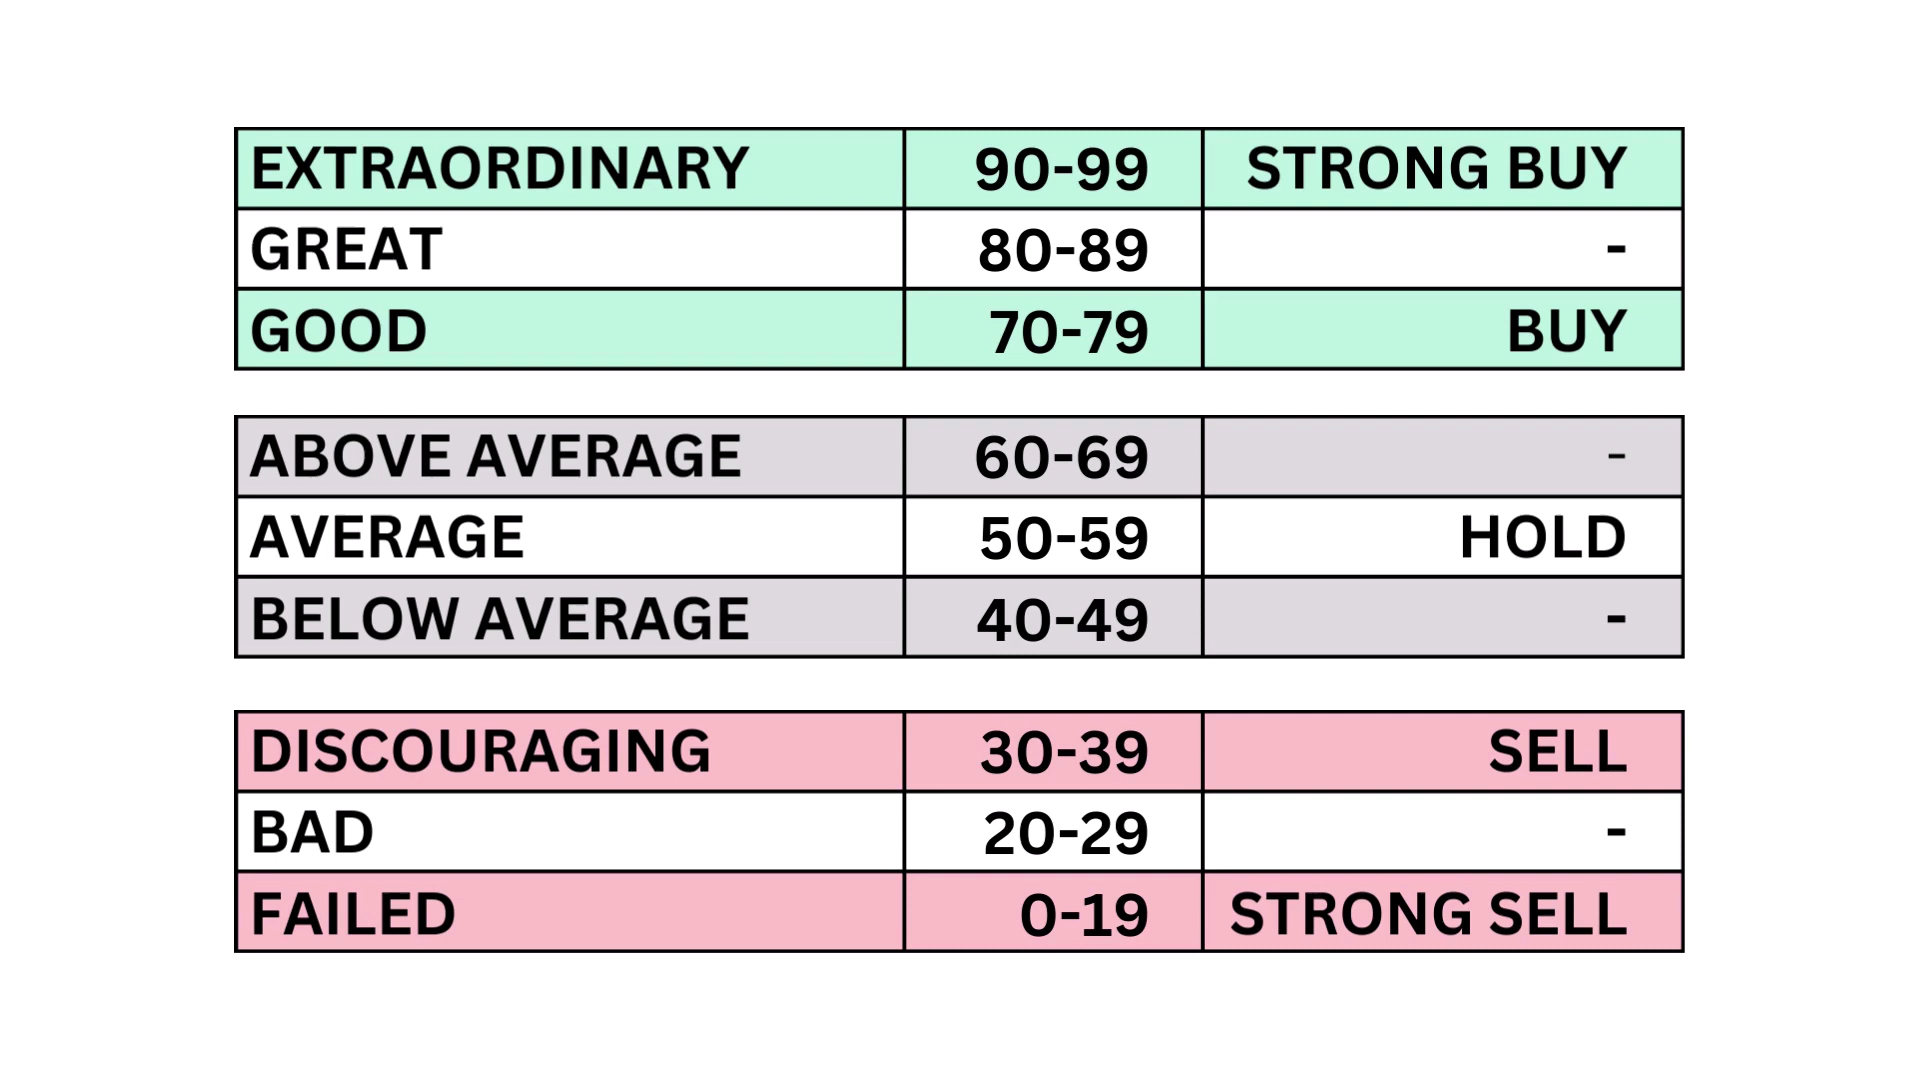 EXTRAORDINARY 90-99 STRONG BUY
GREAT 80-89 -
GOOD 70-79 BUY
ABOVE AVERAGE 60-69 -
AVERAGE 50-59 HOLD
BELOW AVERAGE 40-49 -
DISCOURAGING 30-39 SELL
BAD 20-29 -
FAILED 0-19 STRONG SELL